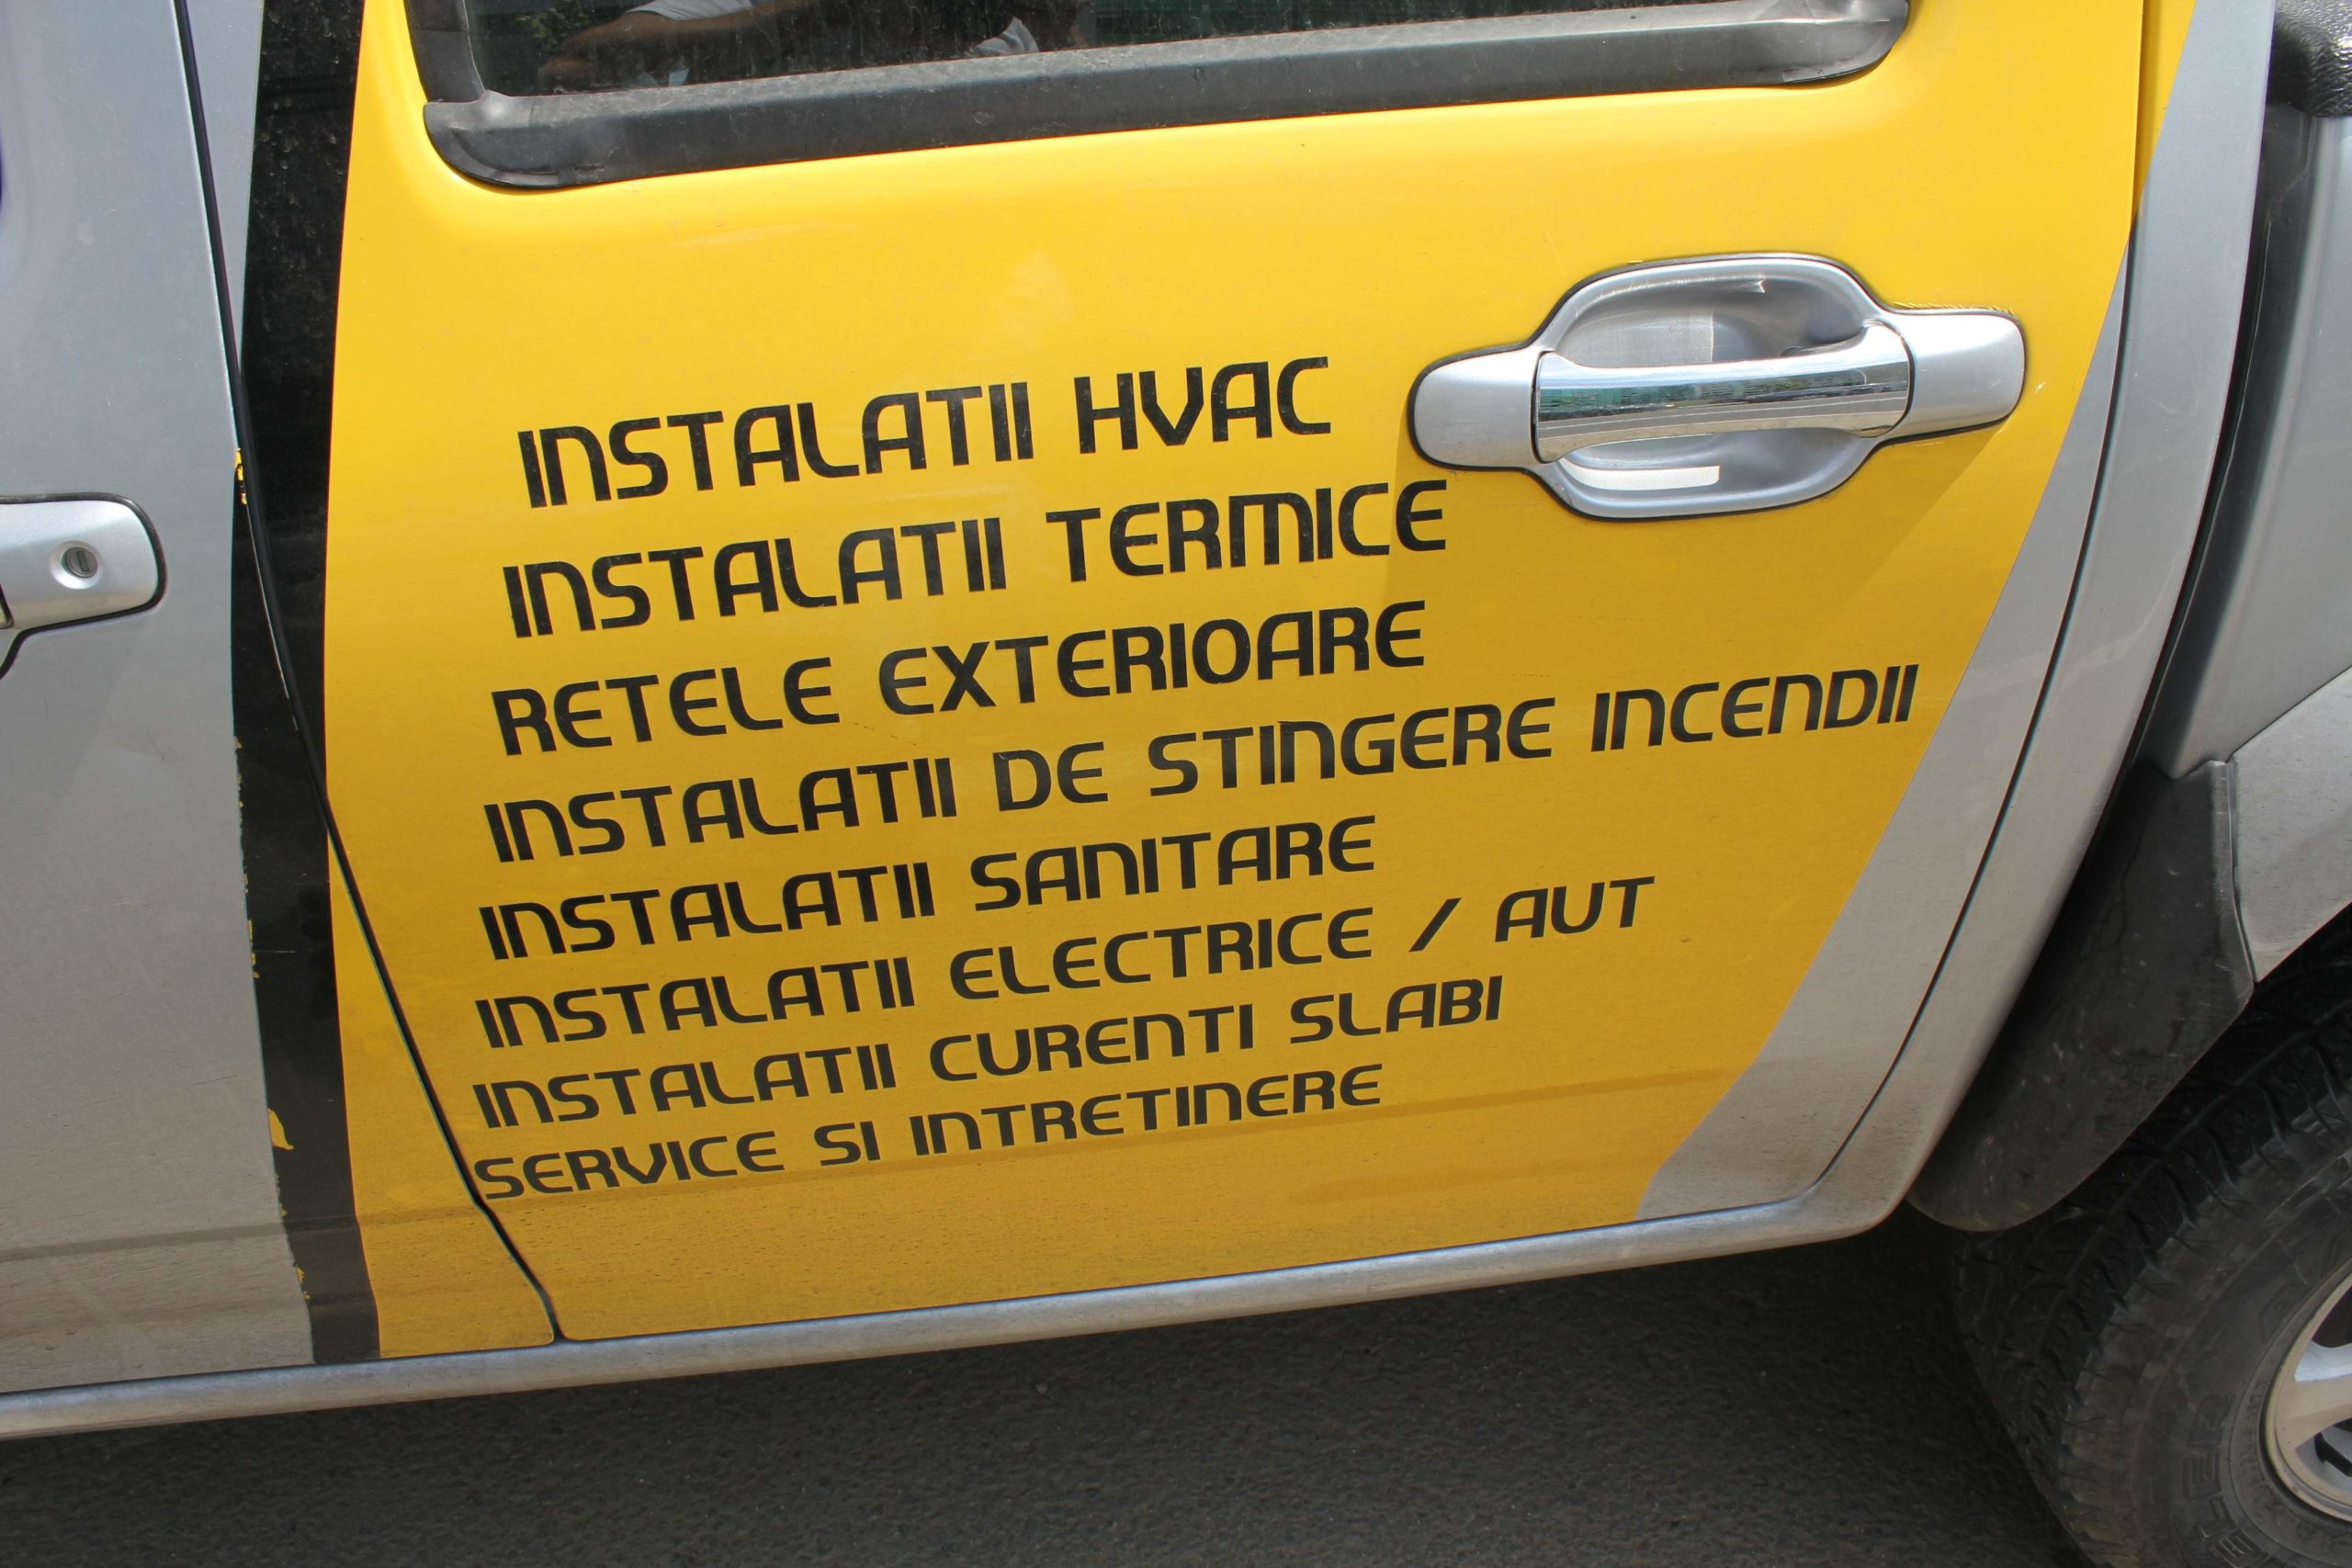 INSTALATII HVAC
INSTALATII TERMICE
RETELE EXTERIOARE
INSTALATII DE STINGERE INCENDII
INSTALATII SANITARE
INSTALATII ELECTRICE / AUT
INSTALATII CURENTI SLABI
SERVICE SI INTRETINERE